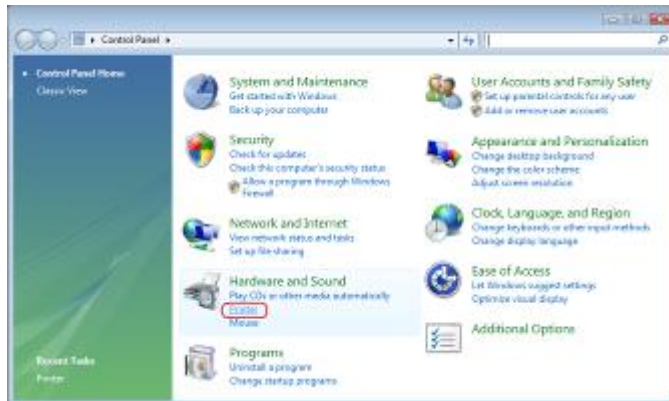 Control Panel
Control Panel Home
Classic View
System and Maintenance
Get started with Windows
Back up your computer
Security
Check for updates
Check this computer's security status
Allow a program through Windows
Firewall
Network and Internet
View network status and tasks
Set up file sharing
Hardware and Sound
Play CDs or other media automatically
Printer
Mouse
Programs
Uninstall a program
Change startup programs
User Accounts and Family Safety
Set up parental controls for any user
Add or remove user accounts
Appearance and Personalization
Change desktop background
Change the color scheme
Adjust screen resolution
Clock, Language, and Region
Change keyboards or other input methods
Change display language
Ease of Access
Let Windows suggest settings
Optimize visual display
Additional Options
Recent Tasks
Printer